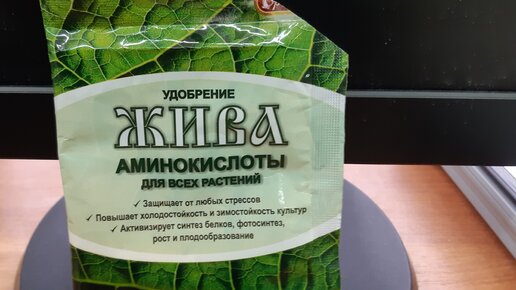 УДОБРЕНИЕ
ЖИВА
АМИНОКИСЛОТЫ
ДЛЯ ВСЕХ РАСТЕНИЙ
✓ Защищает от любых стрессов
✓ Повышает холодостойкость и зимостойкость культур
✓ Активизирует синтез белков, фотосинтез,
рост и плодообразование